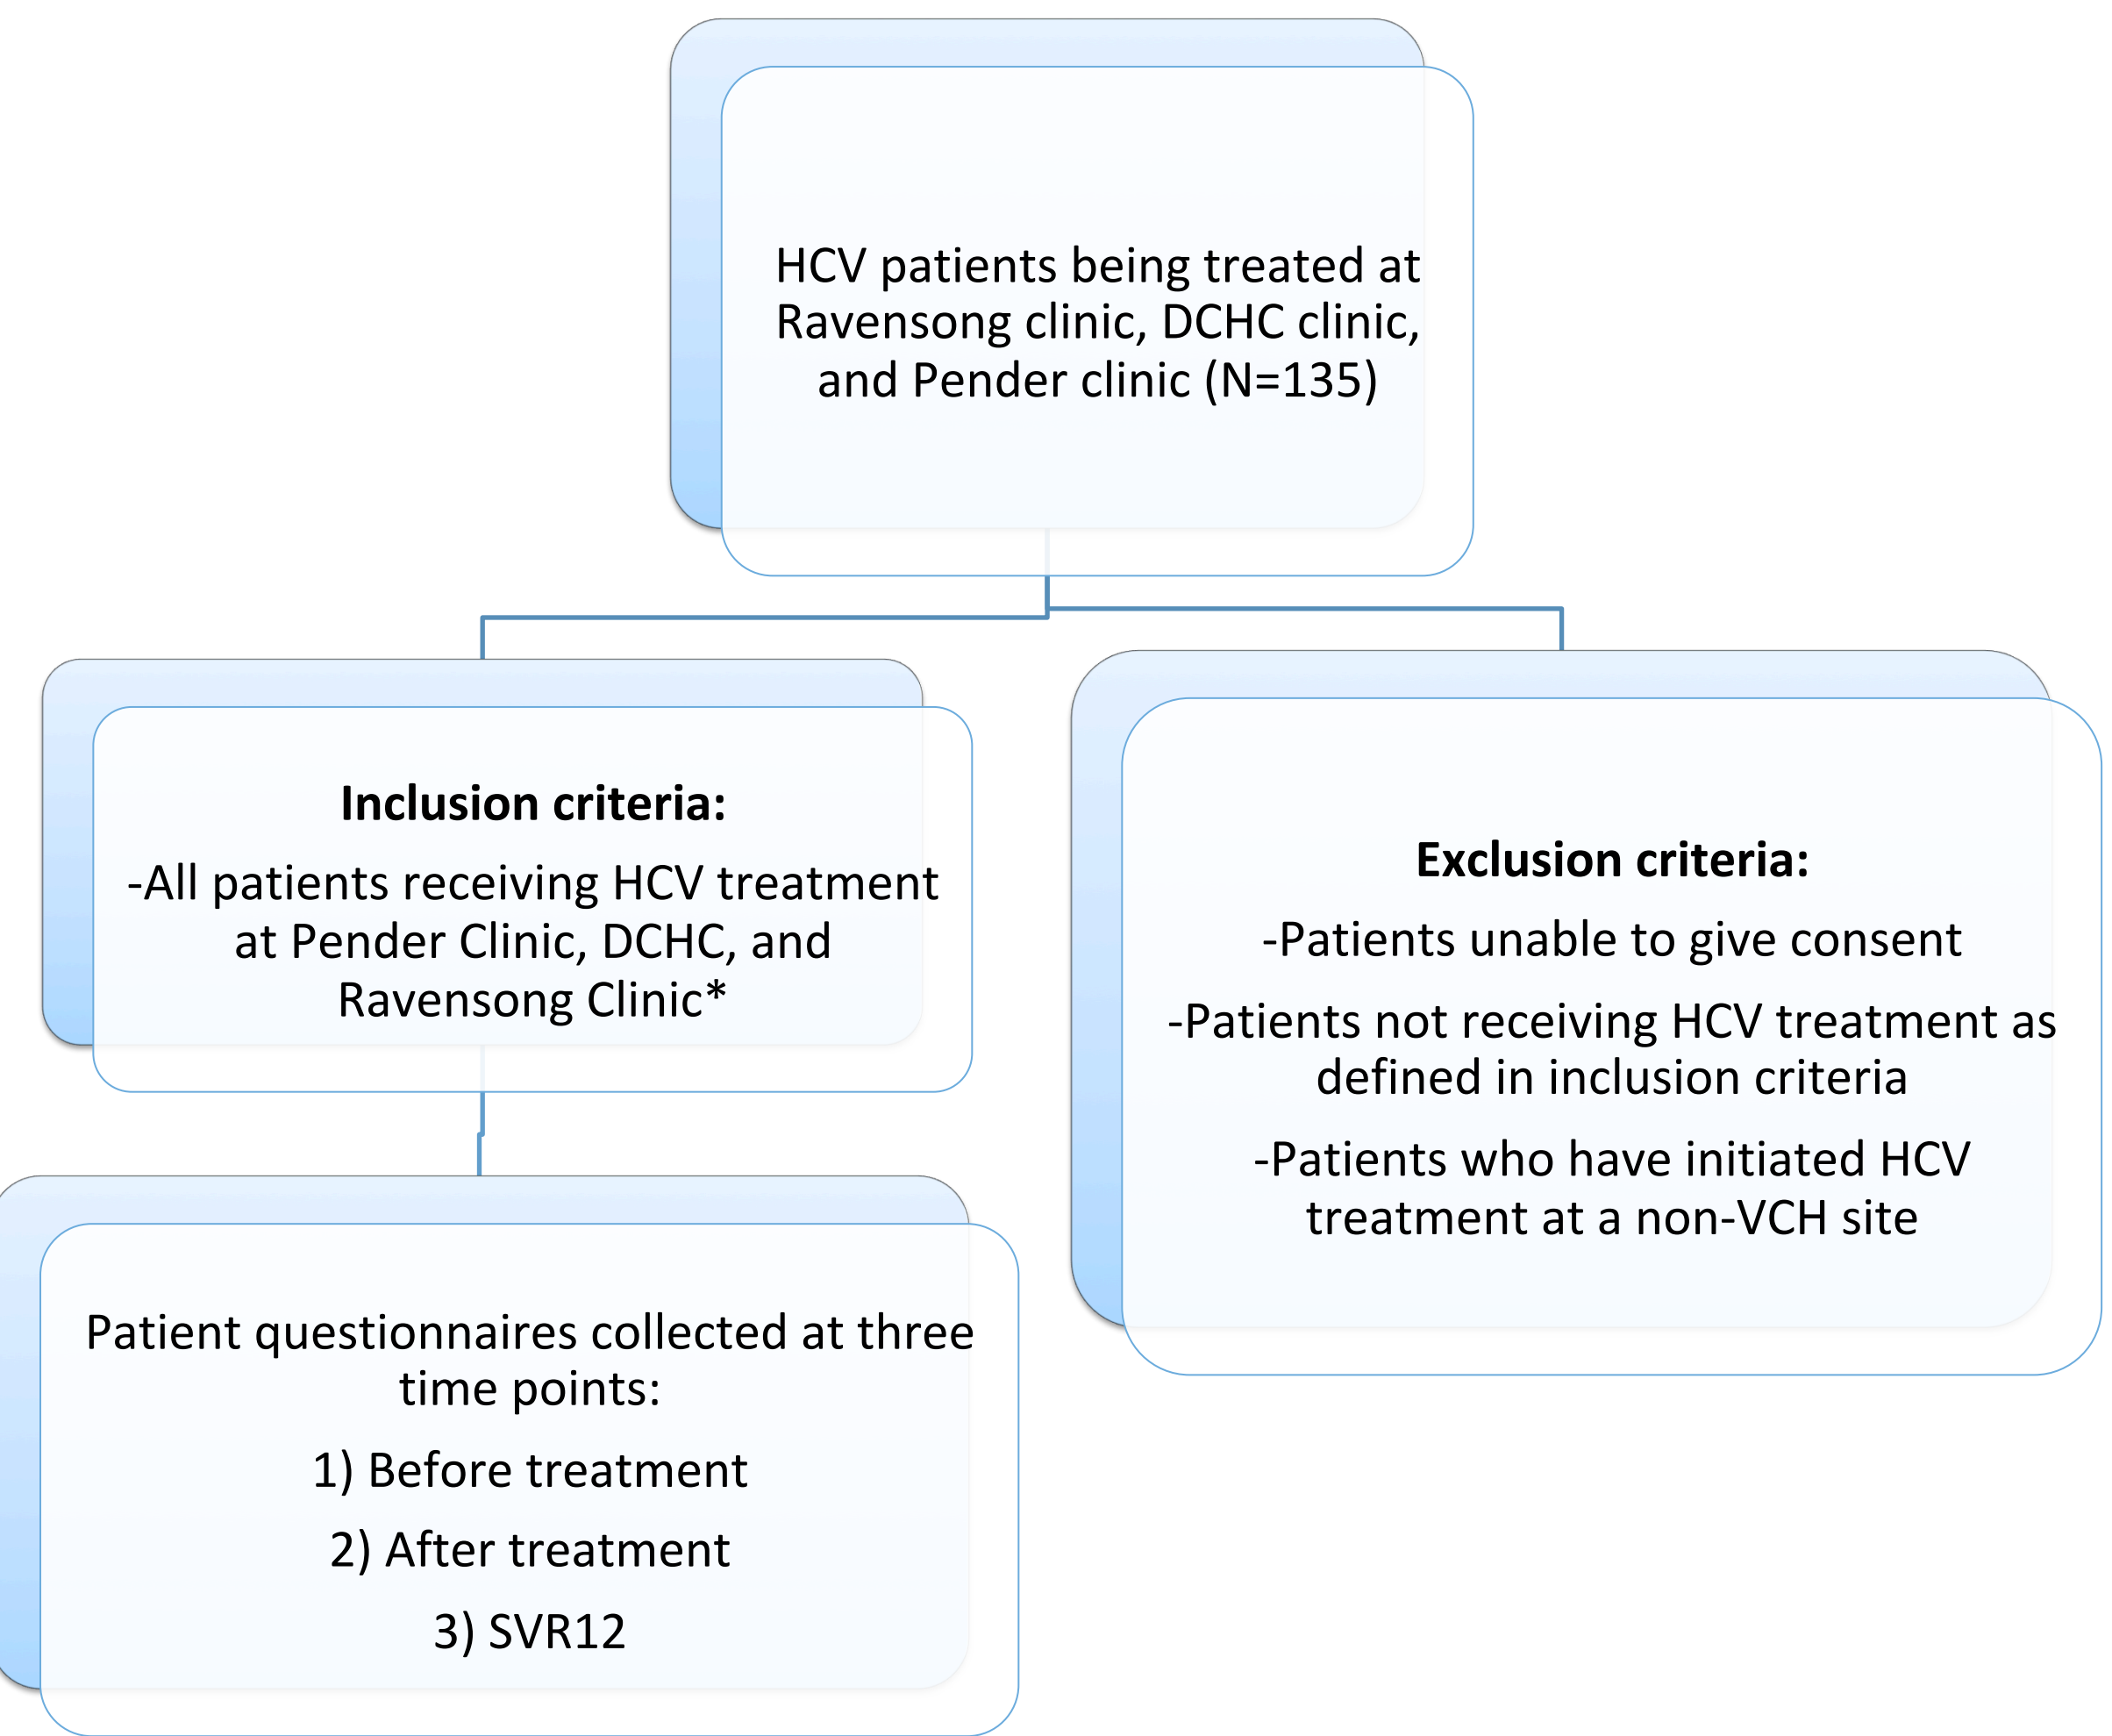 HCV patients being treated at
Ravensong clinic, DCHC clinic,
and Pender clinic (N=135)
Inclusion criteria:
-All patients receiving HCV treatment
at Pender Clinic, DCHC, and
Ravensong Clinic*
Exclusion criteria:
-Patients unable to give consent
-Patients not receiving HCV treatment as
defined in inclusion criteria
-Patients who have initiated HCV
treatment at a non-VCH site
Patient questionnaires collected at three
time points:
1) Before treatment
2) After treatment
3) SVR12